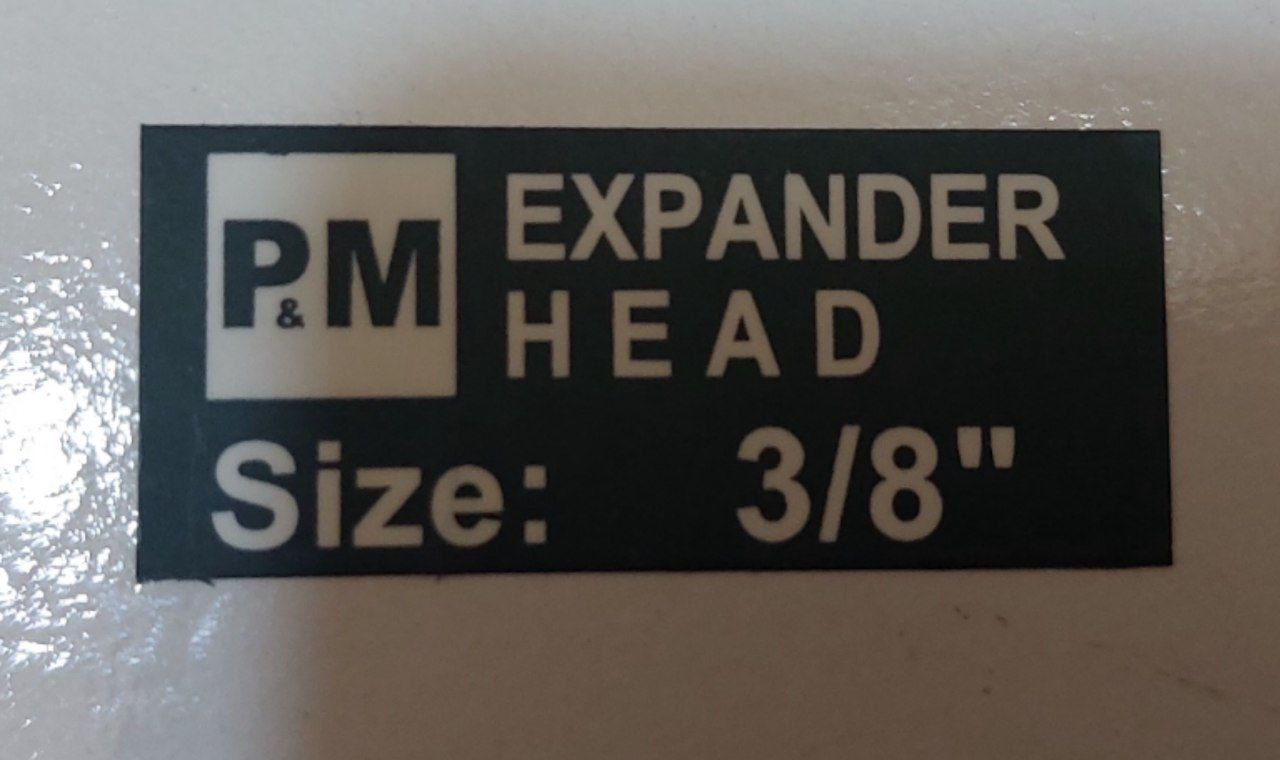 P&M
EXPANDER
HEAD
Size: 3/8"